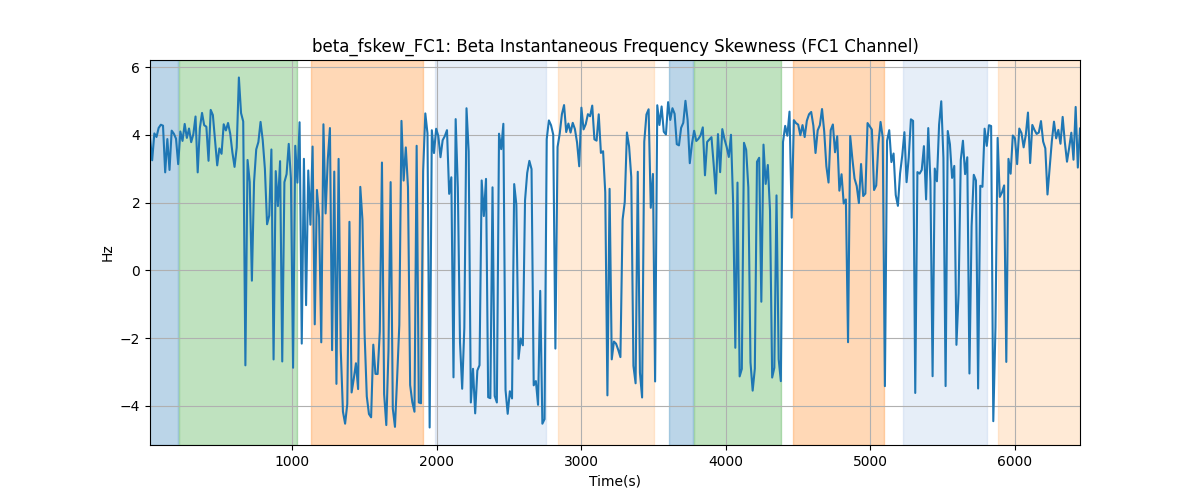 beta_fskew_FC1: Beta Instantaneous Frequency Skewness (FC1 Channel)
Hz
6
4
2
0
−2
−4
1000 2000 3000 4000 5000 6000
Time(s)